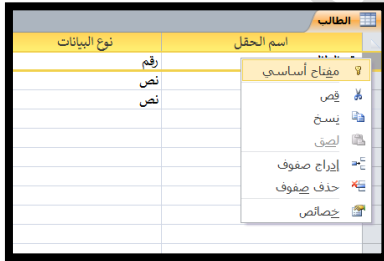 الطالب
اسم الحقل نوع البيانات
رقم
نص
نص
مفتاح أساسي
قص
نسخ
لصق
إدراج صفوف
حذف صفوف
خصائص